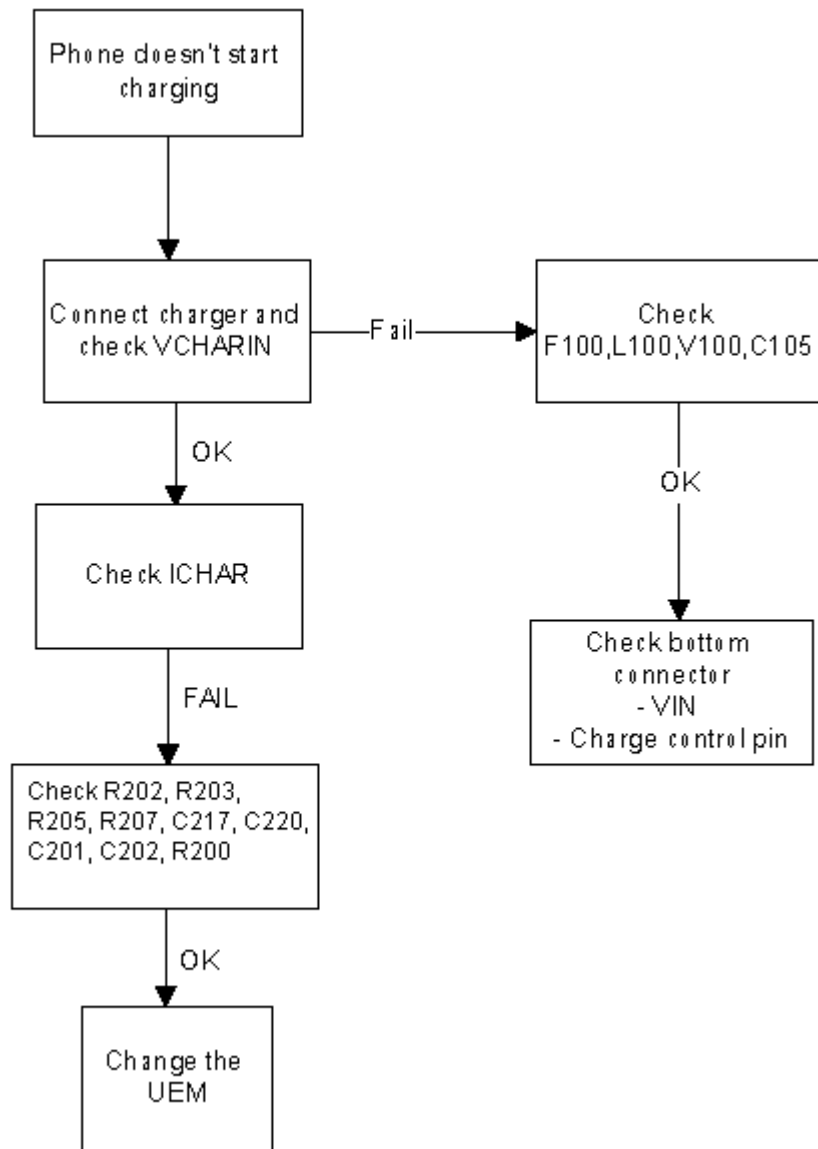 Phone doesn't start
charging
Connect charger and
check VCHARIN
Fail
Check
F100,L100,V100,C105
OK
OK
Check ICHAR
Check bottom
connector
- VIN
- Charge control pin
FAIL
Check R202, R203,
R205, R207, C217, C220,
C201, C202, R200
OK
Change the
UEM